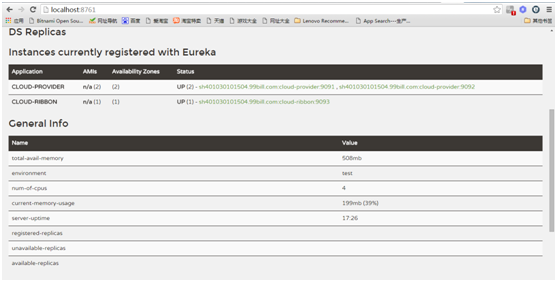 localhost:8761
应用 Bitnami Open Sou... 网址导航 爱淘宝 淘宝特卖 天猫 游戏大全 网址大全 Lenovo Recomme... App Search---生产... 其他书签
DS Replicas
Instances currently registered with Eureka
Application AMIs Availability Zones Status
CLOUD-PROVIDER n/a (2) (2) UP (2) - sh401030101504.99bill.com:cloud-provider:9091 , sh401030101504.99bill.com:cloud-provider:9092
CLOUD-RIBBON n/a (1) (1) UP (1) - sh401030101504.99bill.com:cloud-ribbon:9093
General Info
Name Value
total-avail-memory 508mb
environment test
num-of-cpus 4
current-memory-usage 199mb (39%)
server-uptime 17:26
registered-replicas
unavailable-replicas
available-replicas